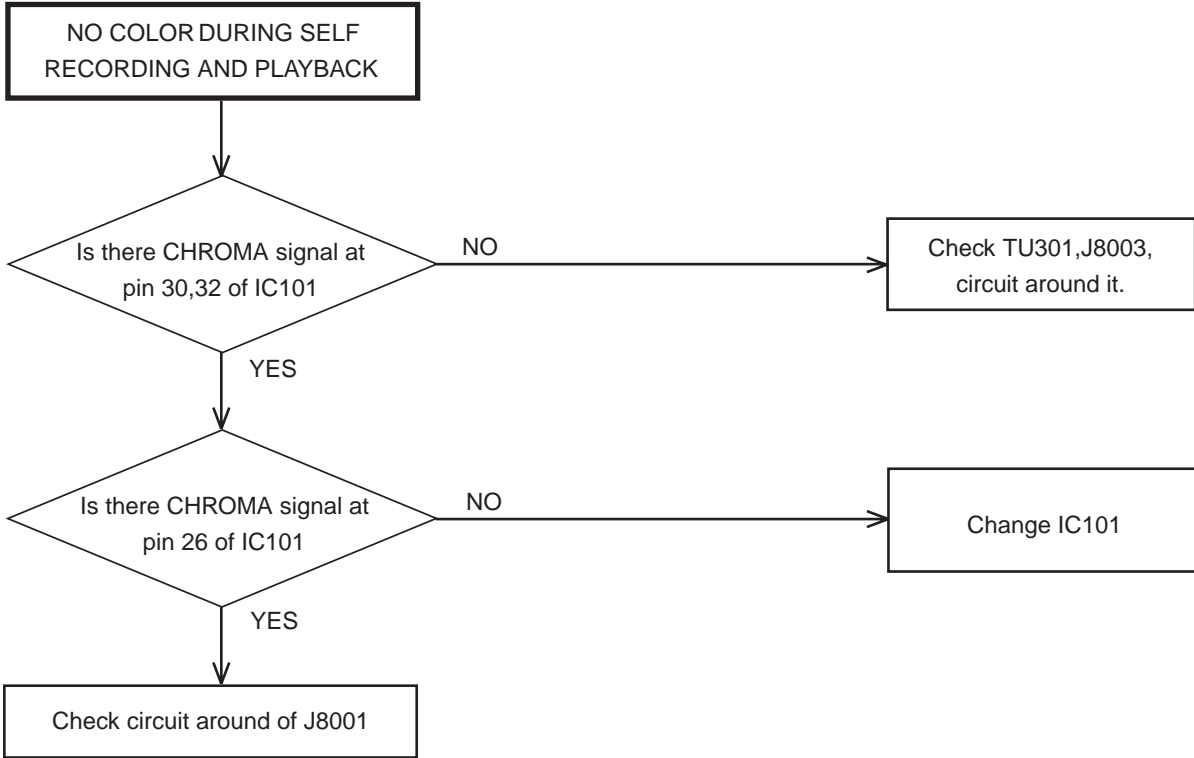 NO COLOR DURING SELF
RECORDING AND PLAYBACK
Is there CHROMA signal at
pin 30,32 of IC101
NO
Check TU301,J8003,
circuit around it.
YES
Is there CHROMA signal at
pin 26 of IC101
NO
Change IC101
YES
Check circuit around of J8001